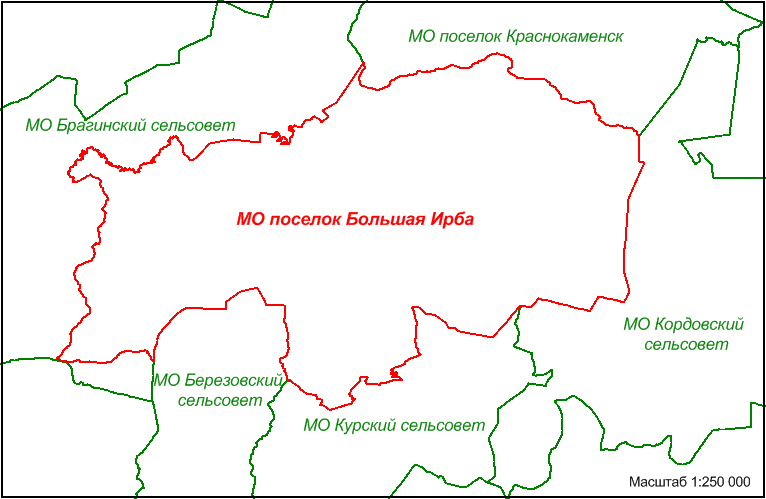 МО поселок Краснокаменск
МО Брагинский сельсовет
МО поселок Большая Ирба
МО Кордовский
сельсовет
МО Березовский
сельсовет
МО Курский сельсовет
Масштаб 1:250 000